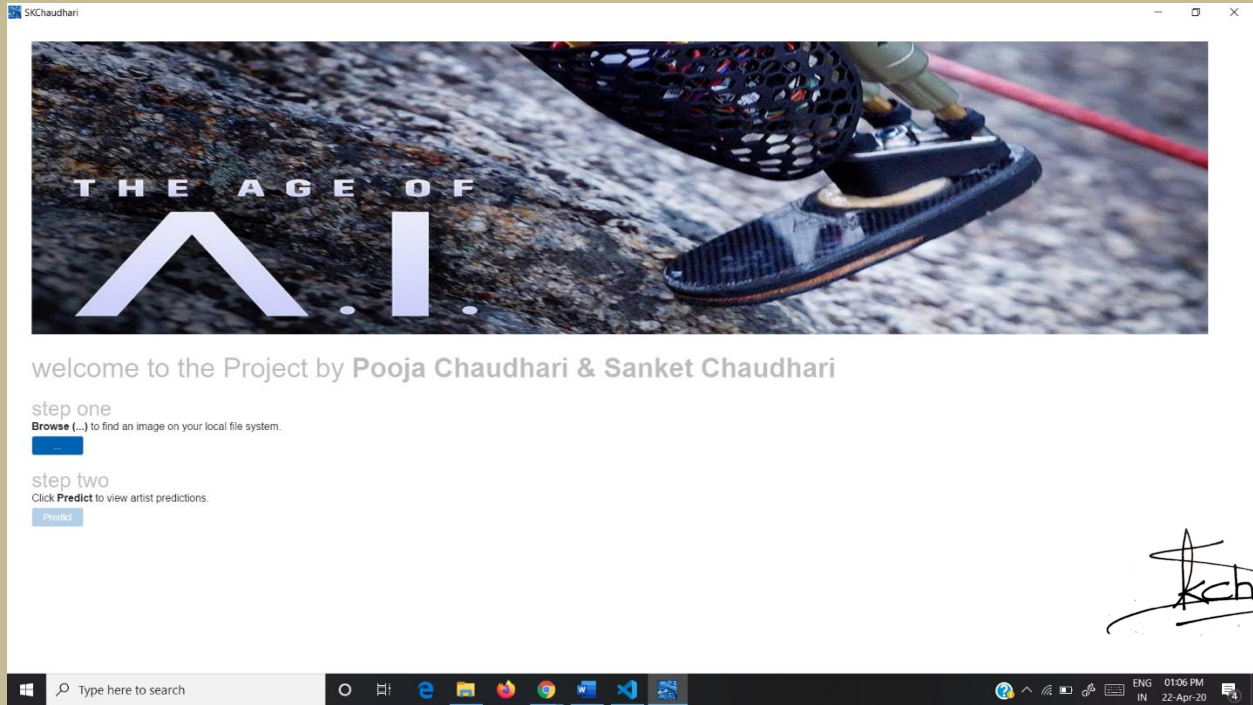 SKChaudhari
THE AGE OF
A.I.
welcome to the Project by Pooja Chaudhari & Sanket Chaudhari
step one
Browse (...) to find an image on your local file system.
...
step two
Click Predict to view artist predictions.
Predict
Skch
Type here to search
ENG 01:06 PM
IN 22-Apr-20
4